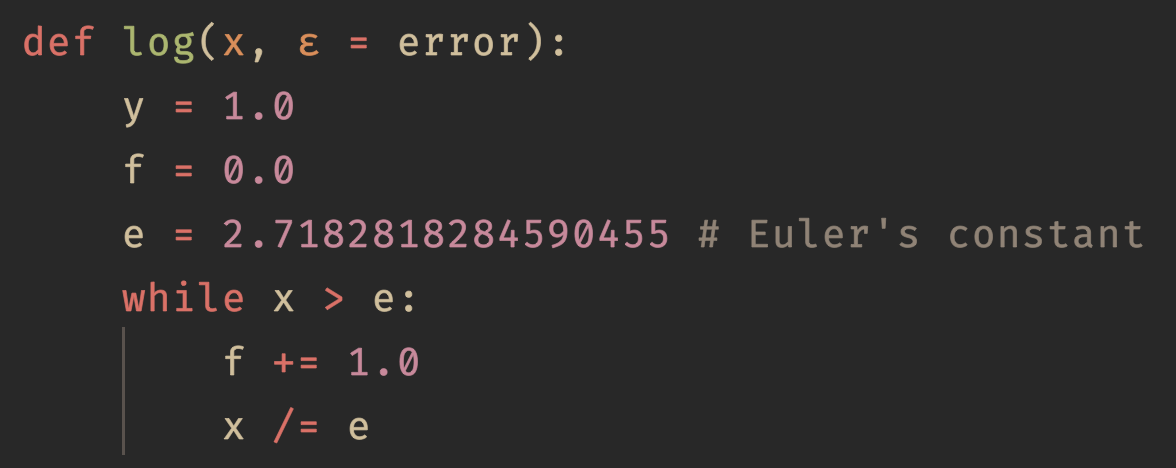 def log(x, ε = error):
    y = 1.0
    f = 0.0
    e = 2.7182818284590455 # Euler's constant
    while x > e:
        f += 1.0
        x /= e